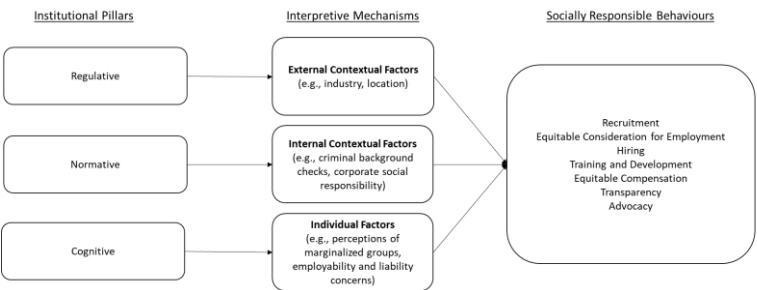 Institutional Pillars
Interpretive Mechanisms
Socially Responsible Behaviours
Regulative
External Contextual Factors
(e.g., industry, location)
Normative
Internal Contextual Factors
(e.g., criminal background
checks, corporate social
responsibility)
Cognitive
Individual Factors
(e.g., perceptions of
marginalized groups,
employability and liability
concerns)
Recruitment
Equitable Consideration for Employment
Hiring
Training and Development
Equitable Compensation
Transparency
Advocacy